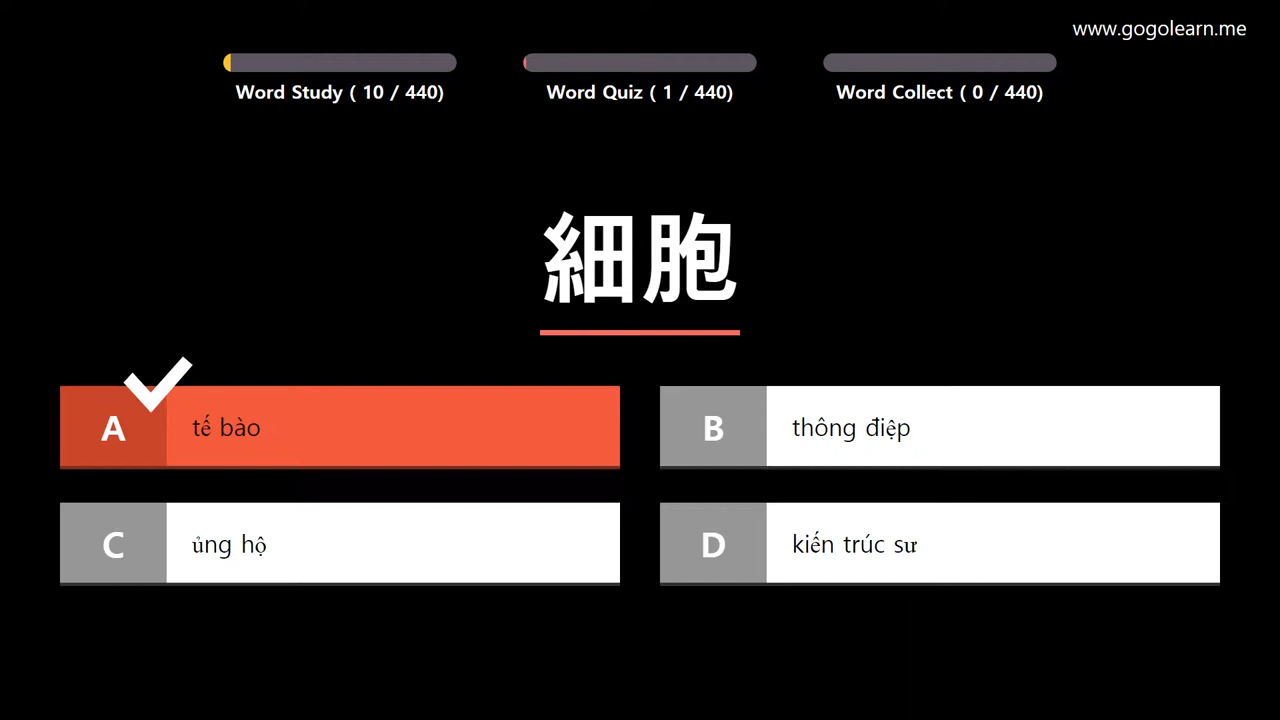 www.gogolearn.me
Word Study ( 10 / 440)
Word Quiz ( 1 / 440)
Word Collect ( 0 / 440)
細胞
A tế bào
B thông điệp
C ủng hộ
D kiến trúc sư